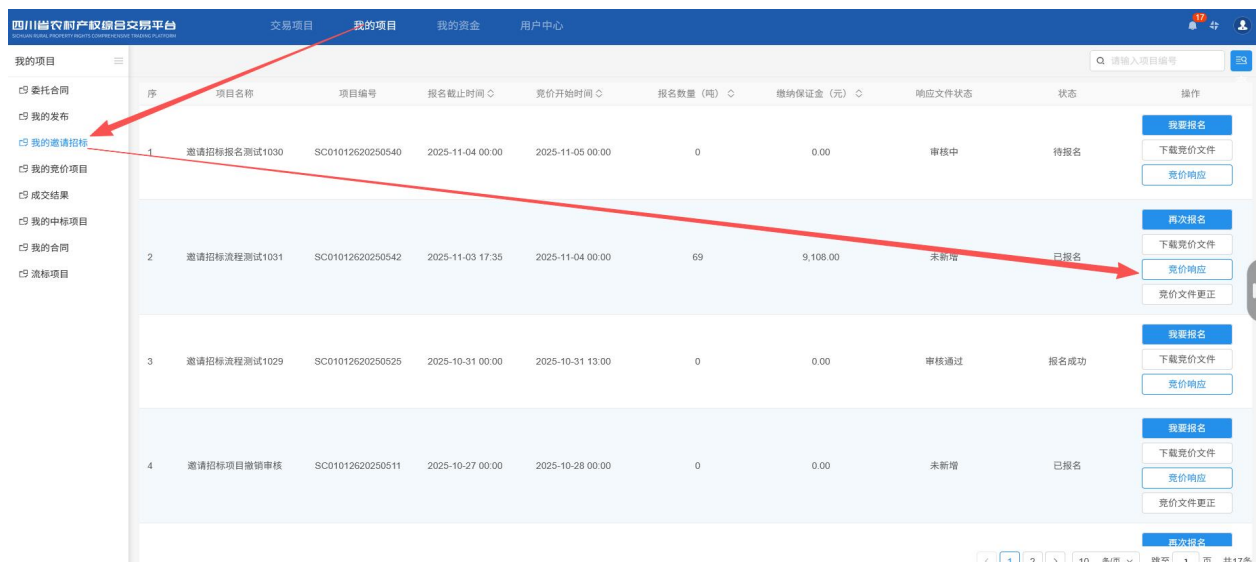 四川省农村产权综合交易平台 交易项目 我的项目 我的资金 用户中心 17
SICHUAN RURAL PROPERTY RIGHTS COMPREHENSIVE TRADING PLATFORM
我的项目 请输入项目编号
委托合同
我的发布
我的邀请招标
我的竞价项目
成交结果
我的中标项目
我的合同
流标项目
序 项目名称 项目编号 报名截止时间 竞价开始时间 报名数量（吨） 缴纳保证金（元） 响应文件状态 状态 操作
1 邀请招标报名测试1030 SC01012620250540 2025-11-04 00:00 2025-11-05 00:00 0 0.00 审核中 待报名
我要报名
下载竞价文件
竞价响应
2 邀请招标流程测试1031 SC01012620250542 2025-11-03 17:35 2025-11-04 00:00 69 9,108.00 未新增 已报名
再次报名
下载竞价文件
竞价响应
竞价文件更正
3 邀请招标流程测试1029 SC01012620250525 2025-10-31 00:00 2025-10-31 13:00 0 0.00 审核通过 报名成功
我要报名
下载竞价文件
竞价响应
4 邀请招标项目撤销审核 SC01012620250511 2025-10-27 00:00 2025-10-28 00:00 0 0.00 未新增 已报名
我要报名
下载竞价文件
竞价响应
竞价文件更正
再次报名
1 2 10 条/页 跳至 1 页 共17条